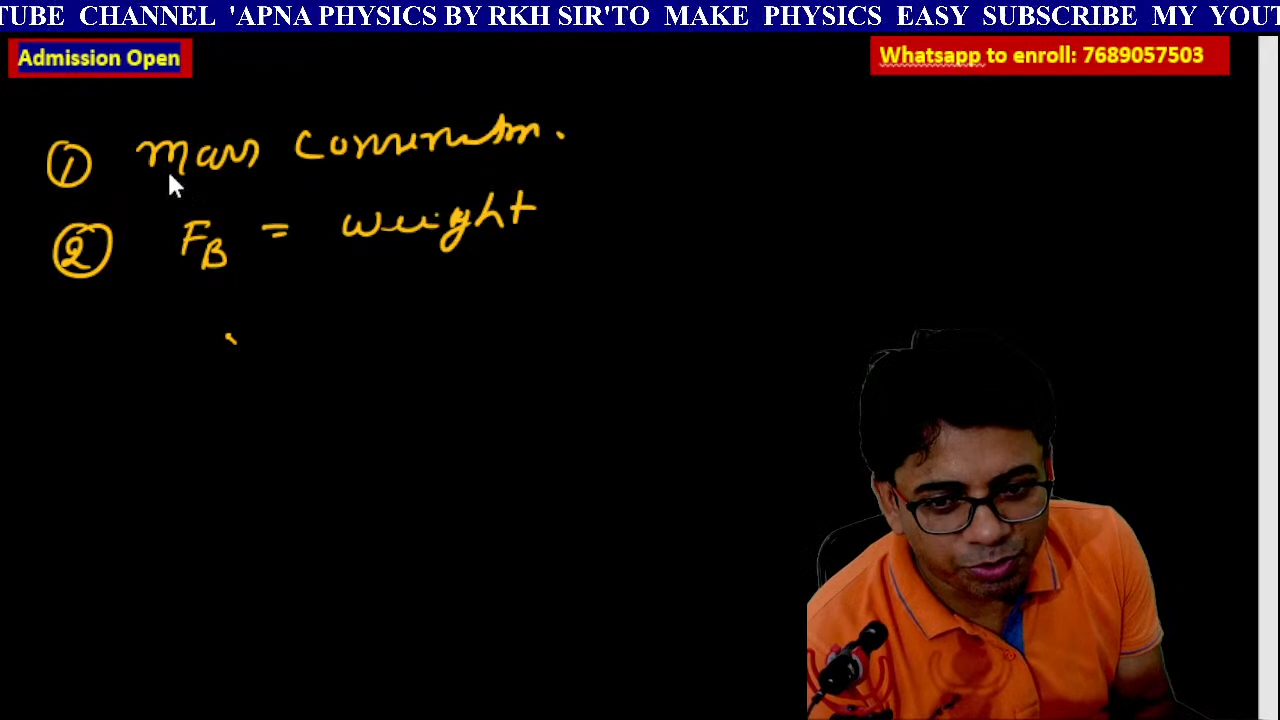 TUBE CHANNEL 'APNA PHYSICS BY RKH SIR'TO MAKE PHYSICS EASY SUBSCRIBE MY YOUT
Admission Open
Whatsapp to enroll: 7689057503
① Mass Conservation.
② F_B = weight